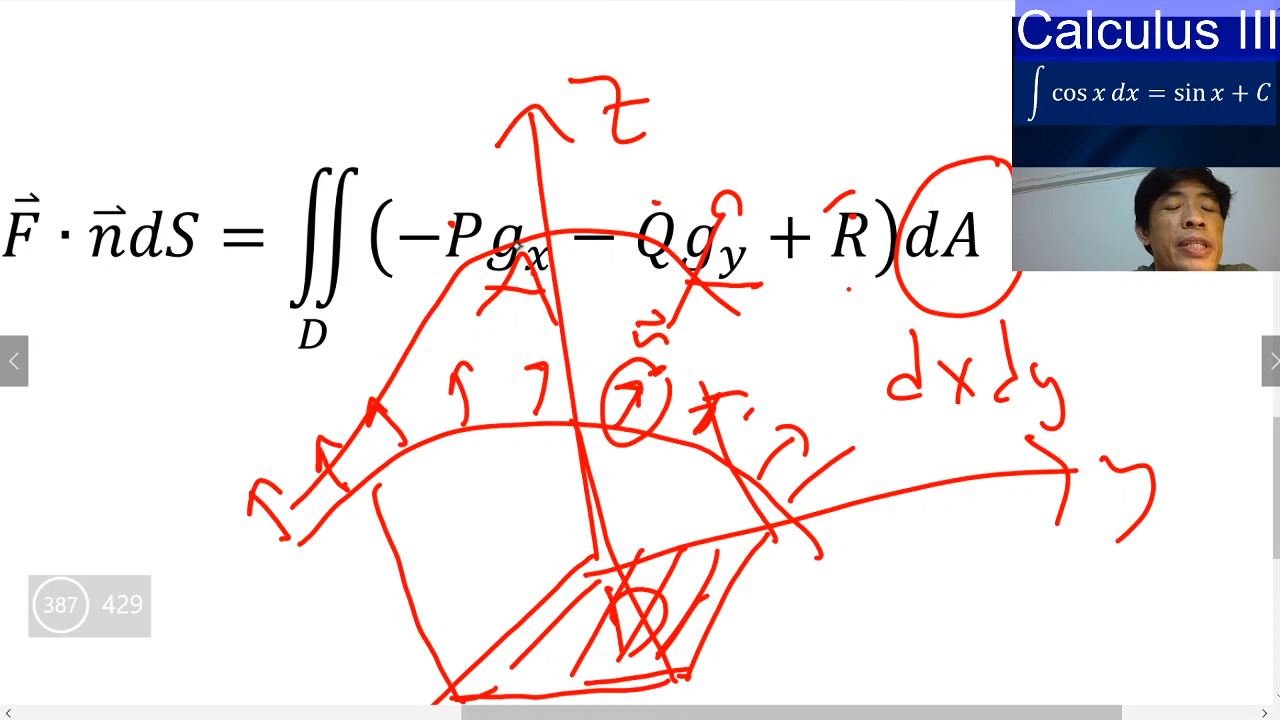 Calculus III
∫ cos x dx = sin x + C
z
F⃗ · n⃗ dS = ∬_D (−Pg_x − Qg_y + R) dA
n⃗
dxdy
y
387 429
D